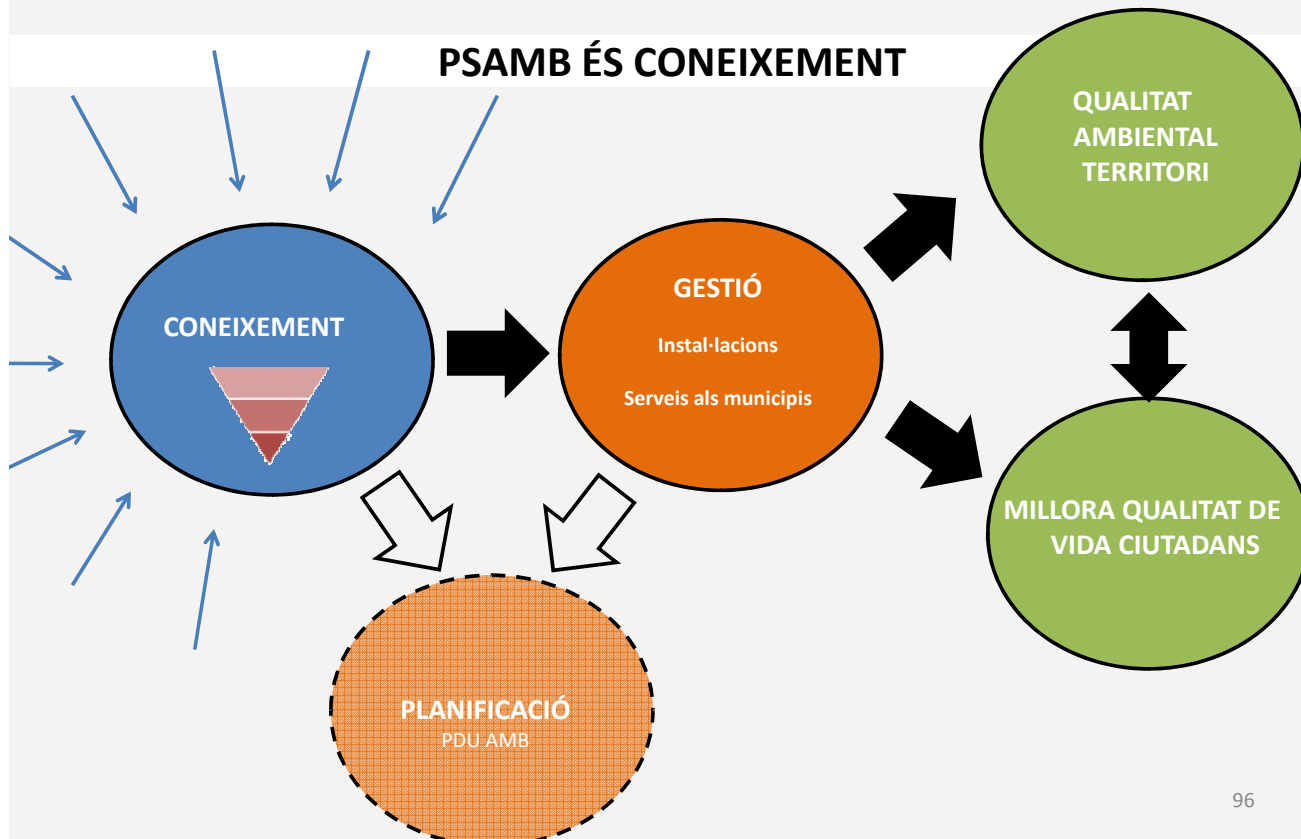 PSAMB ÉS CONEIXEMENT
QUALITAT
AMBIENTAL
TERRITORI
CONEIXEMENT
GESTIÓ
Instal·lacions
Serveis als municipis
MILLORA QUALITAT DE
VIDA CIUTADANS
PLANIFICACIÓ
PDU AMB
96